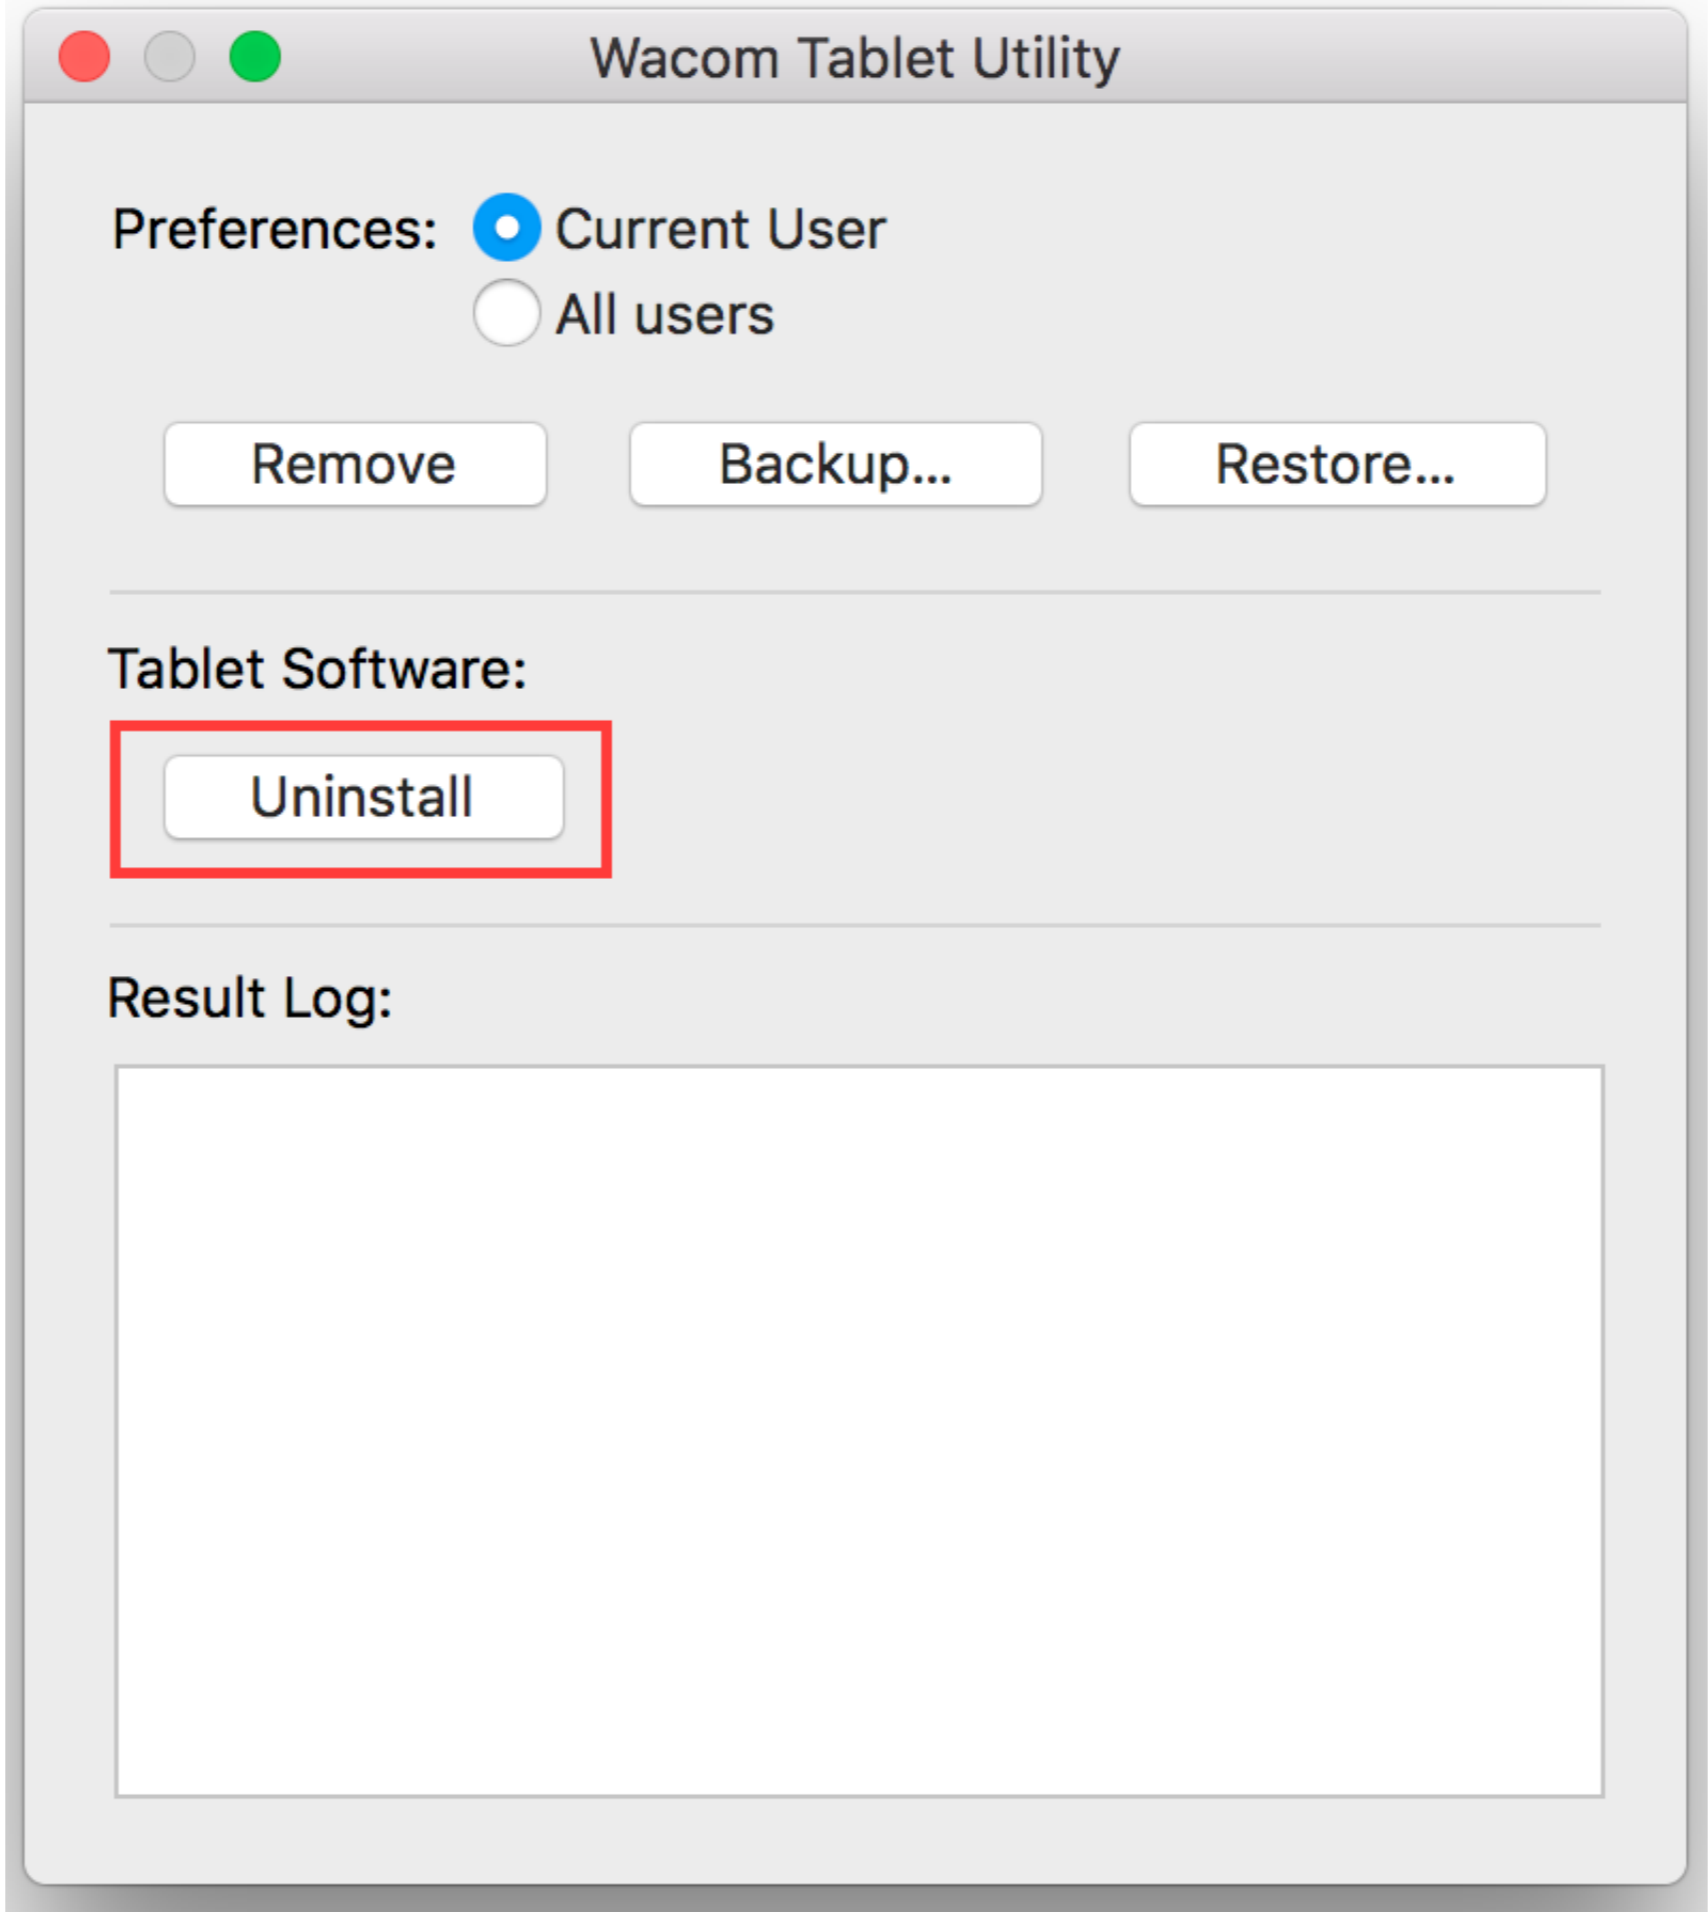 Wacom Tablet Utility
Preferences: Current User
All users
Remove Backup... Restore...
Tablet Software:
Uninstall
Result Log: